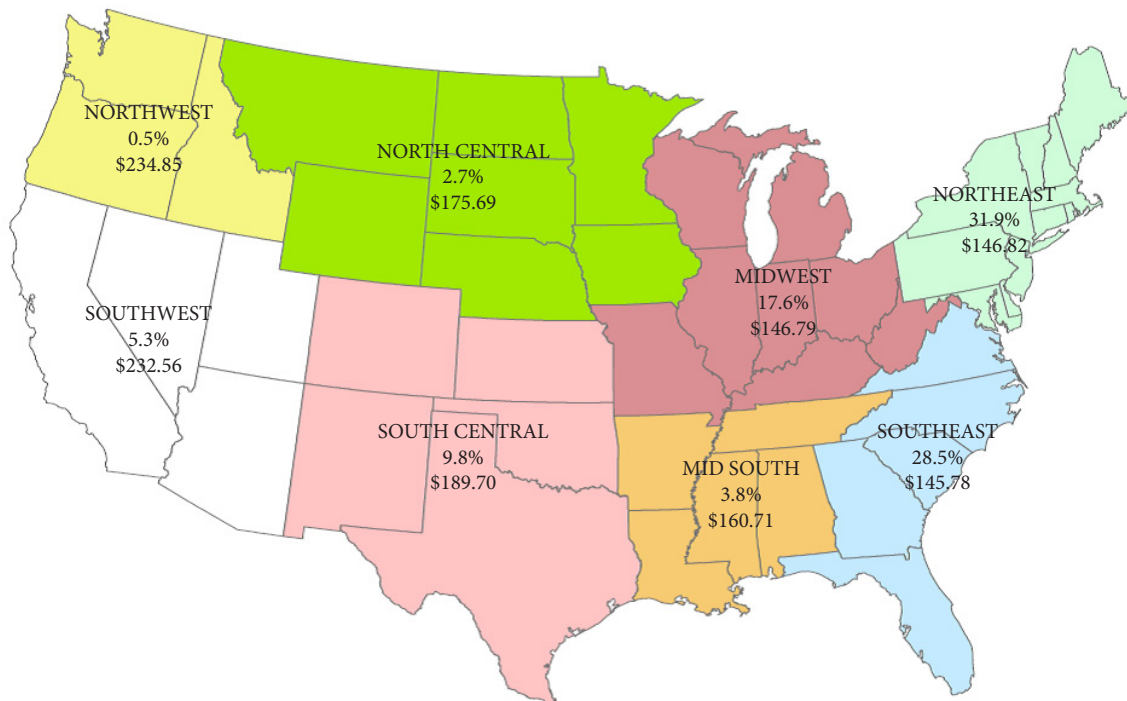 NORTHWEST
0.5%
$234.85
NORTH CENTRAL
2.7%
$175.69
NORTHEAST
31.9%
$146.82
MIDWEST
17.6%
$146.79
SOUTHWEST
5.3%
$232.56
SOUTH CENTRAL
9.8%
$189.70
MID SOUTH
3.8%
$160.71
SOUTHEAST
28.5%
$145.78